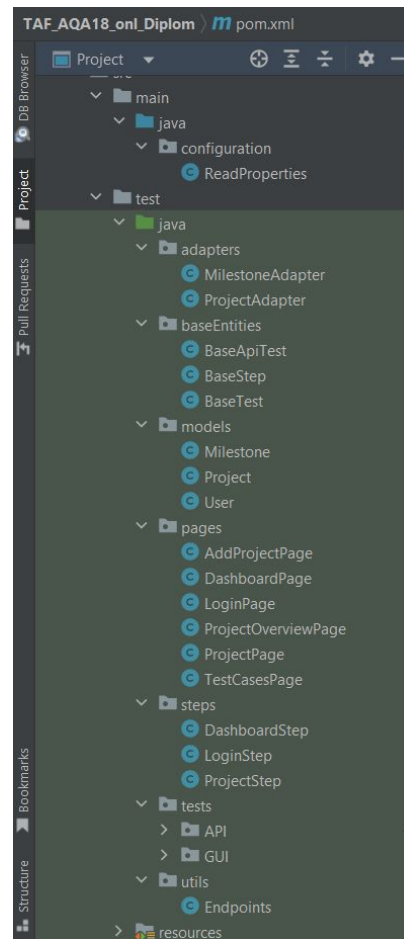 TAF_AQA18_onl_Diplom m pom.xml
Project
main
java
configuration
ReadProperties
test
java
adapters
MilestoneAdapter
ProjectAdapter
baseEntities
BaseApiTest
BaseStep
BaseTest
models
Milestone
Project
User
pages
AddProjectPage
DashboardPage
LoginPage
ProjectOverviewPage
ProjectPage
TestCasesPage
steps
DashboardStep
LoginStep
ProjectStep
tests
API
GUI
utils
Endpoints
resources
DB Browser
Project
Pull Requests
Bookmarks
Structure